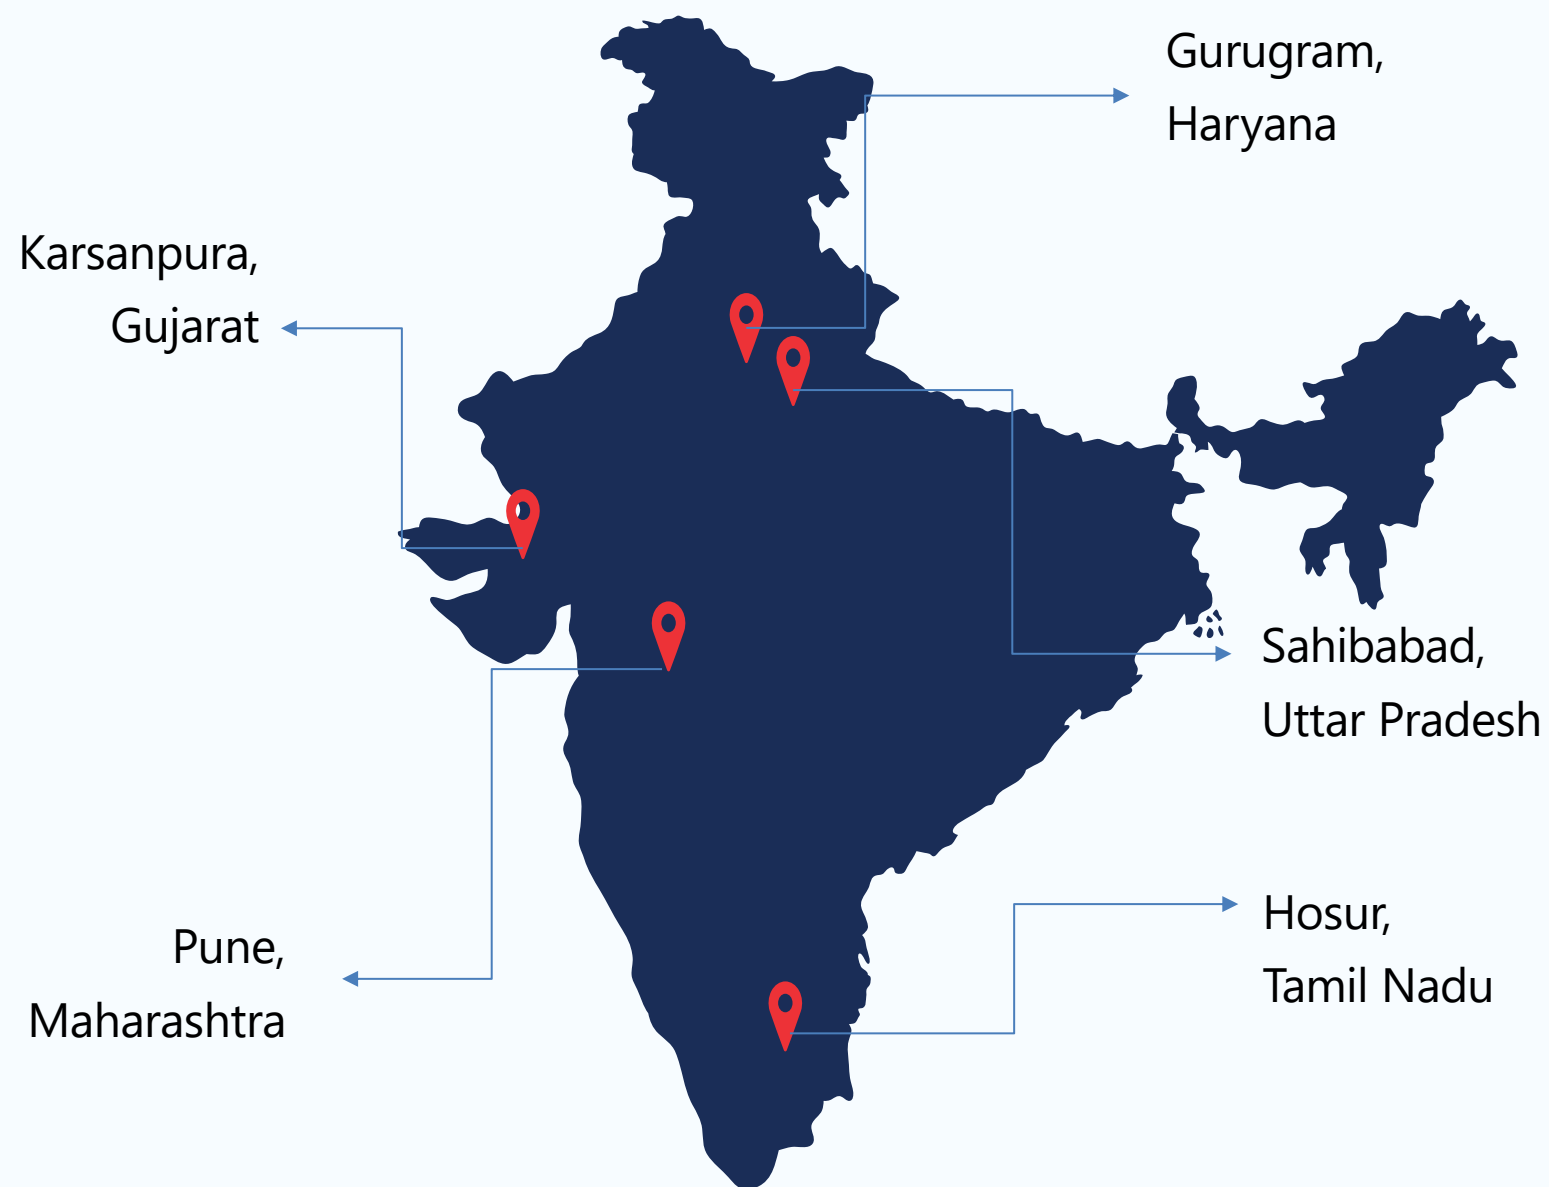 Gurugram,
Haryana
Karsanpura,
Gujarat
Sahibabad,
Uttar Pradesh
Pune,
Maharashtra
Hosur,
Tamil Nadu